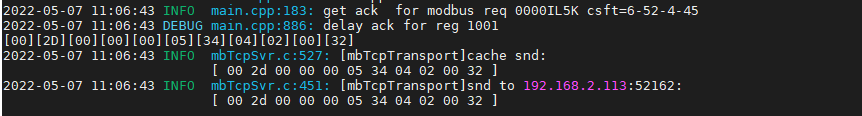 2022-05-07 11:06:43 INFO  main.cpp:183: get ack  for modbus req 0000IL5K csft=6-52-4-45
2022-05-07 11:06:43 DEBUG main.cpp:886: delay ack for reg 1001
[00][2D][00][00][00][05][34][04][02][00][32]
2022-05-07 11:06:43 INFO  mbTcpSvr.c:527: [mbTcpTransport]cache snd:
[ 00 2d 00 00 00 05 34 04 02 00 32 ]
2022-05-07 11:06:43 INFO  mbTcpSvr.c:451: [mbTcpTransport]snd to 192.168.2.113:52162:
[ 00 2d 00 00 00 05 34 04 02 00 32 ]